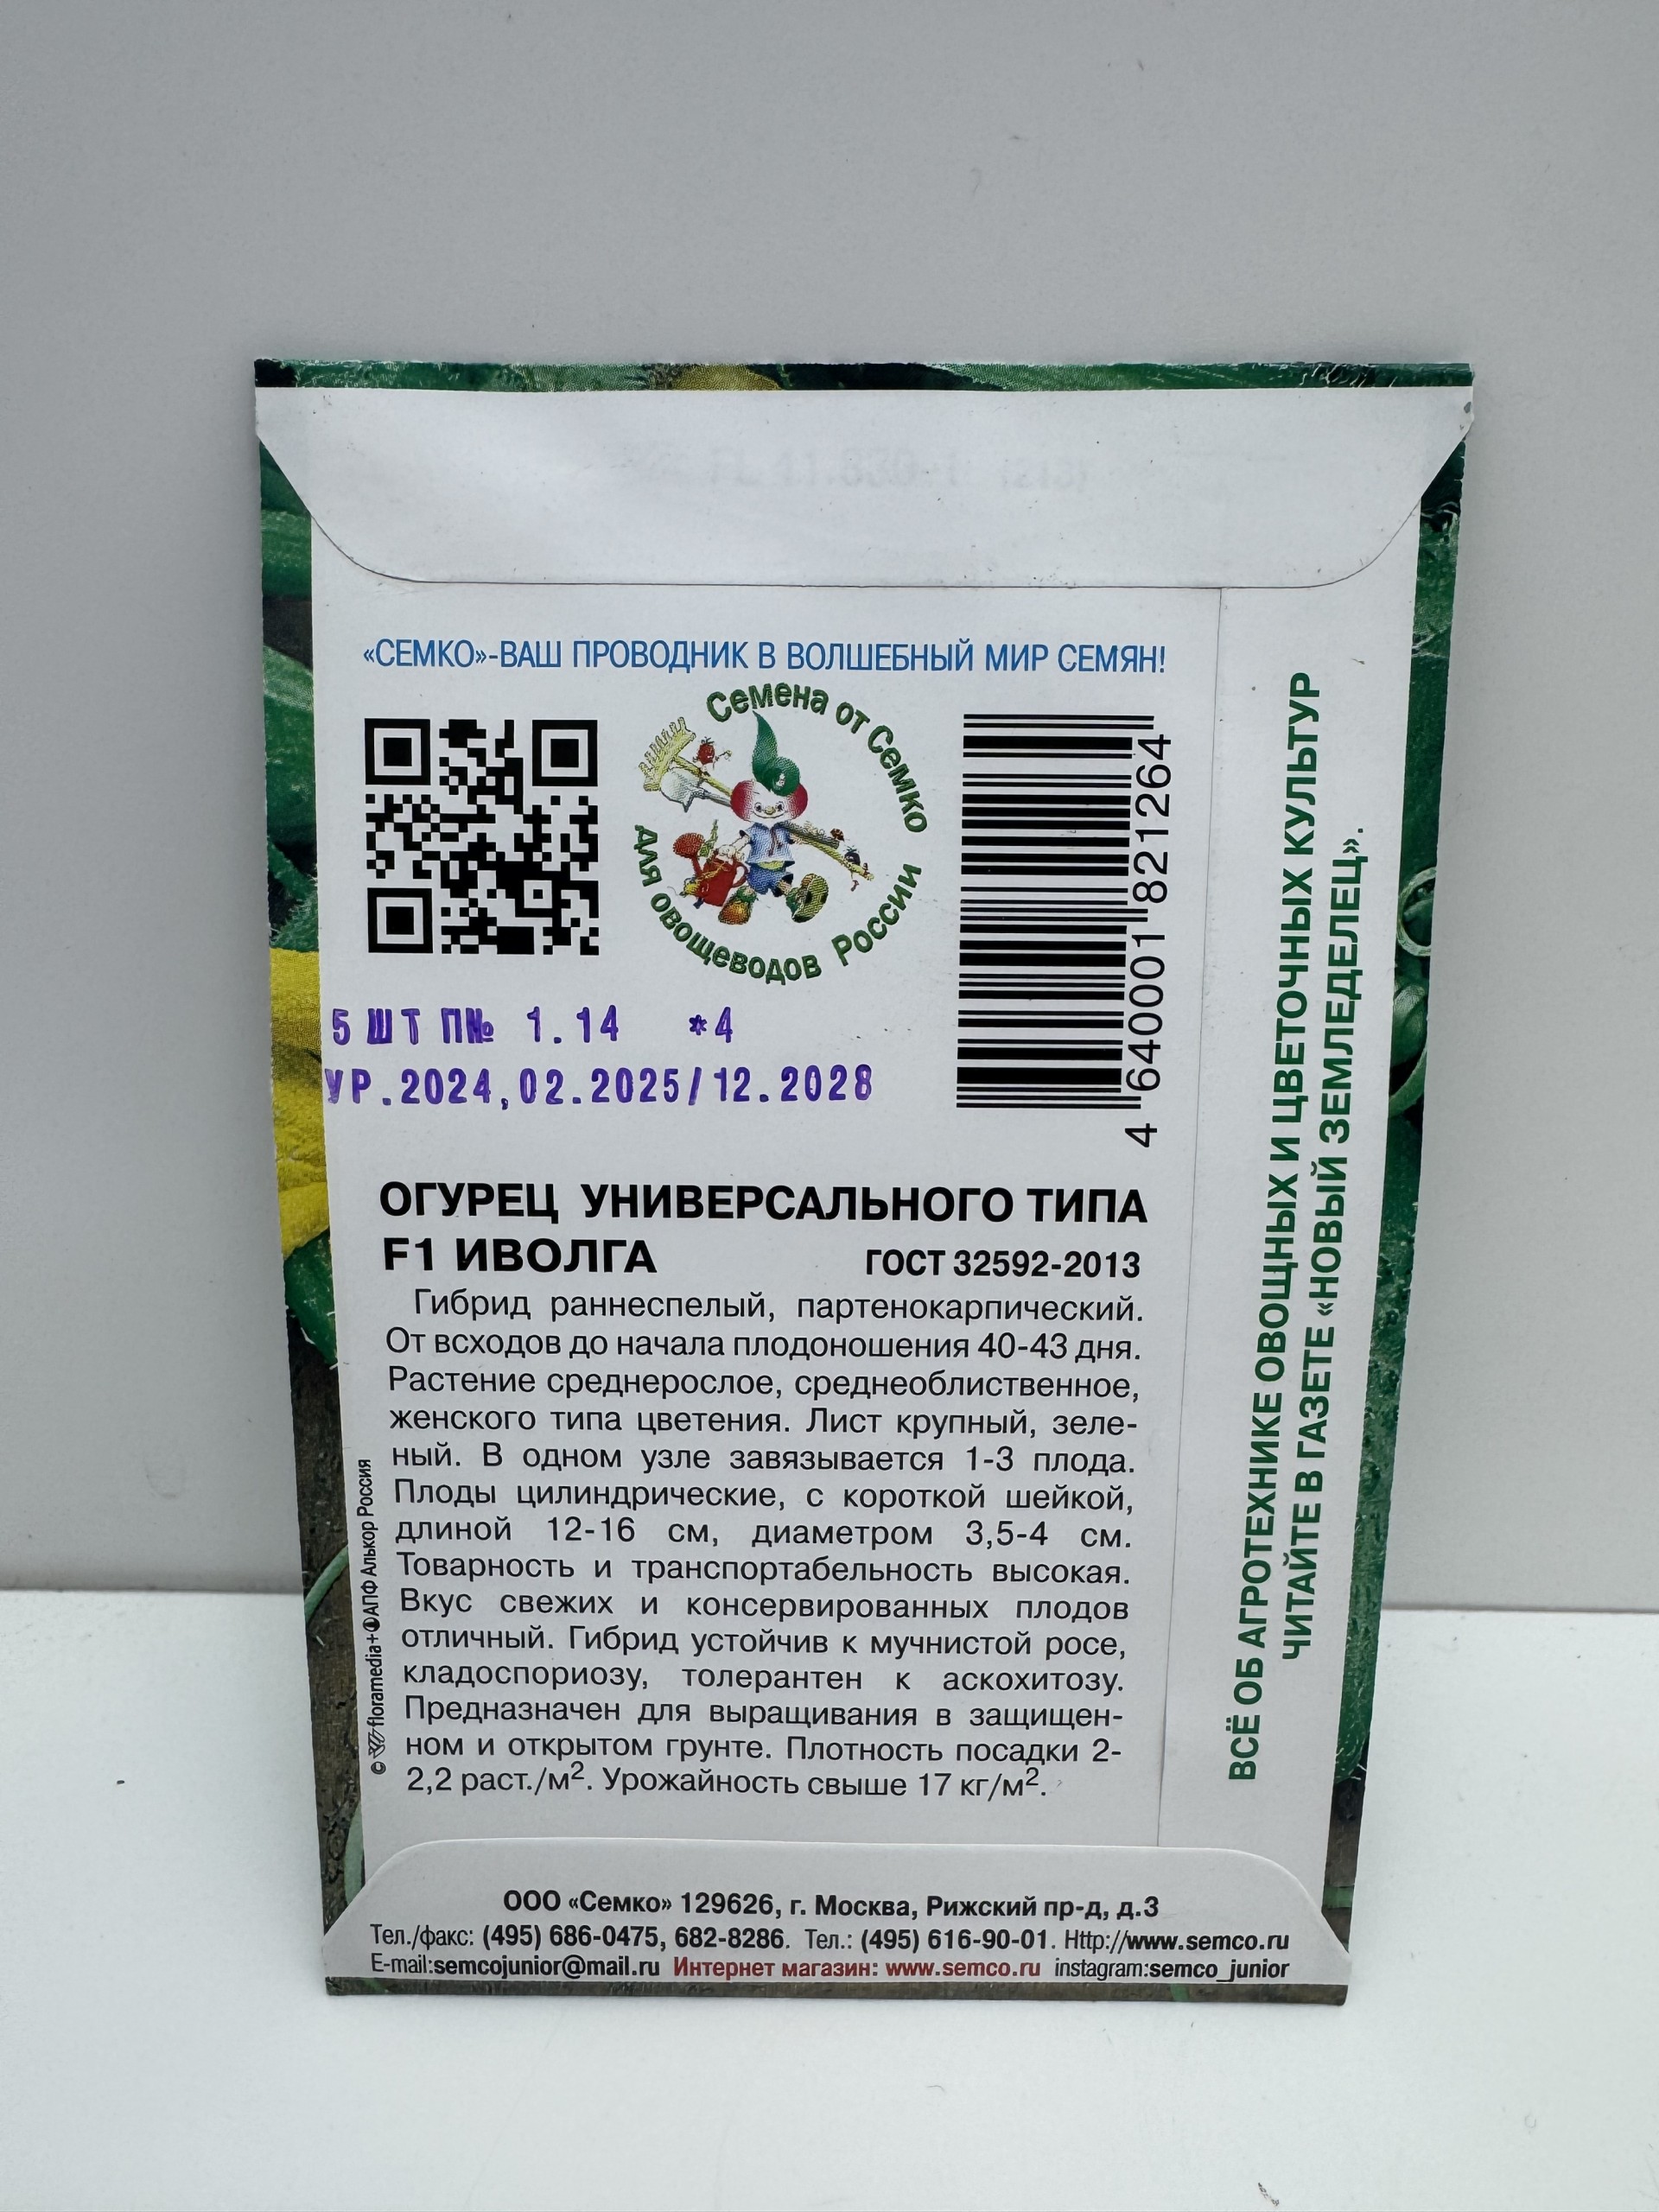 «СЕМКО»-ВАШ ПРОВОДНИК В ВОЛШЕБНЫЙ МИР СЕМЯН!
Семена от Семко
для овощеводов России
4 640001 821264
5 ШТ П№ 1.14 *4
УР.2024,02.2025/12.2028
ОГУРЕЦ УНИВЕРСАЛЬНОГО ТИПА
F1 ИВОЛГА ГОСТ 32592-2013
Гибрид раннеспелый, партенокарпический.
От всходов до начала плодоношения 40-43 дня.
Растение среднерослое, среднеоблиственное,
женского типа цветения. Лист крупный, зеле-
ный. В одном узле завязывается 1-3 плода.
Плоды цилиндрические, с короткой шейкой,
длиной 12-16 см, диаметром 3,5-4 см.
Товарность и транспортабельность высокая.
Вкус свежих и консервированных плодов
отличный. Гибрид устойчив к мучнистой росе,
кладоспориозу, толерантен к аскохитозу.
Предназначен для выращивания в защищен-
ном и открытом грунте. Плотность посадки 2-
2,2 раст./м². Урожайность свыше 17 кг/м².
© floramedia+ АПФ Алькор Россия
ВСЁ ОБ АГРОТЕХНИКЕ ОВОЩНЫХ И ЦВЕТОЧНЫХ КУЛЬТУР
ЧИТАЙТЕ В ГАЗЕТЕ «НОВЫЙ ЗЕМЛЕДЕЛЕЦ».
ООО «Семко» 129626, г. Москва, Рижский пр-д, д.3
Тел./факс: (495) 686-0475, 682-8286. Тел.: (495) 616-90-01. Http://www.semco.ru
E-mail:semcojunior@mail.ru Интернет магазин: www.semco.ru instagram:semco_junior